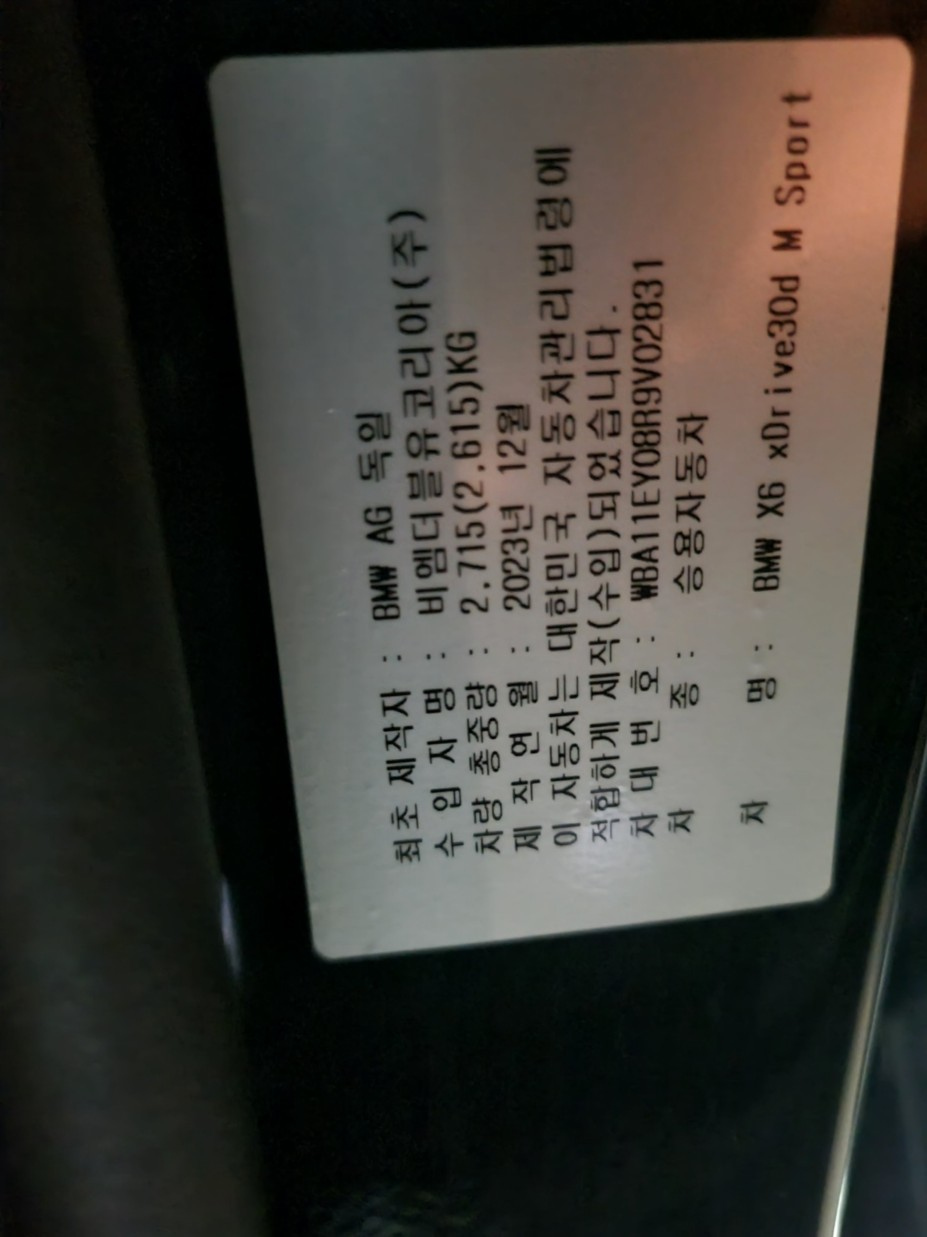 최초 제작자 : BMW AG 독일
수 입 자 명 : 비엠더블유코리아(주)
차량 총중량 : 2,715(2,615)KG
제 작 연 월 : 2023년 12월
이 자동차는 대한민국 자동차관리법령에
적합하게 제작(수입)되었습니다.
차 대 번 호 : WBA11EY08R9V02831
차 종 : 승용자동차
차 명 : BMW X6 xDrive30d M Sport